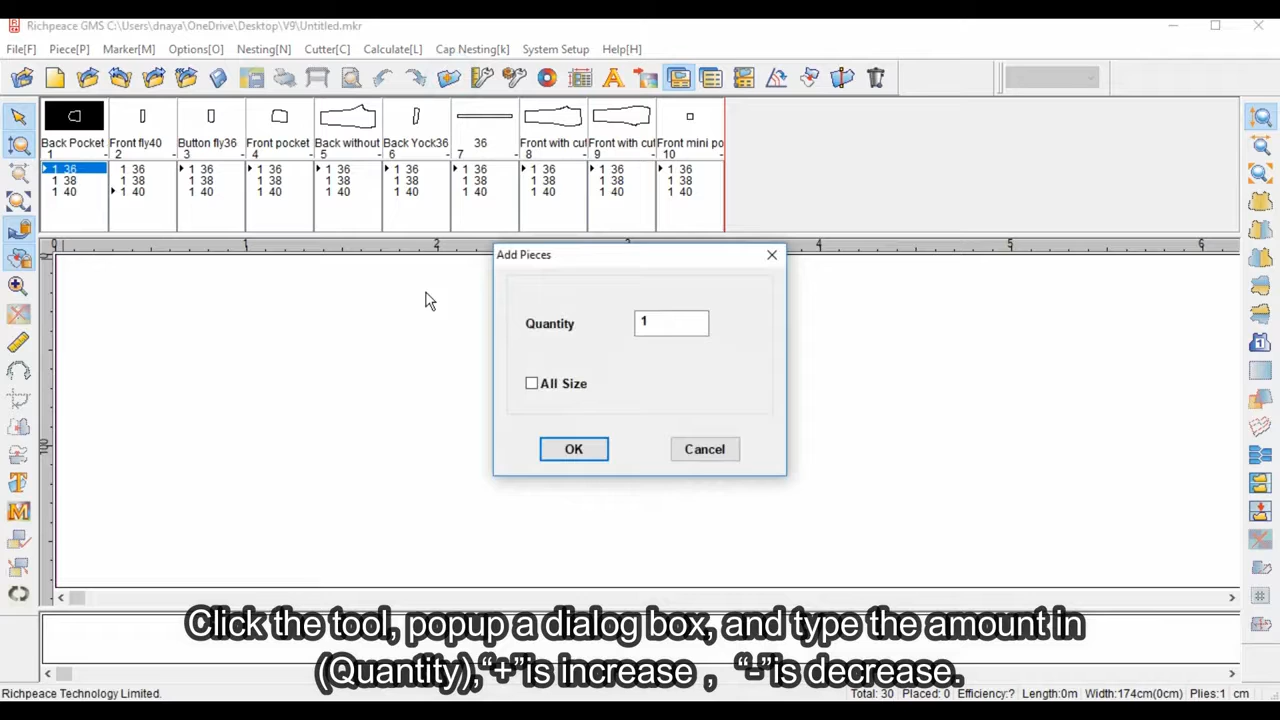 Richpeace GMS C:\Users\dnaya\OneDrive\Desktop\V9\Untitled.mkr
File[F] Piece[P] Marker[M] Options[O] Nesting[N] Cutter[C] Calculate[L] Cap Nesting[k] System Setup Help[H]
Back Pocket Front fly40 Button fly36 Front pocket Back without Back Yock36 36 Front with cut Front with cut Front mini po
1 2 3 4 5 6 7 8 9 10
1 36 1 36 1 36 1 36 1 36 1 36 1 36 1 36 1 36 1 36
1 38 1 38 1 38 1 38 1 38 1 38 1 38 1 38 1 38 1 38
1 40 1 40 1 40 1 40 1 40 1 40 1 40 1 40 1 40 1 40
0 1 2 3 4 5 6
Add Pieces
Quantity 1
All Size
OK Cancel
100
Click the tool, popup a dialog box, and type the amount in
(Quantity),“+”is increase , “-”is decrease.
Richpeace Technology Limited. Total: 30 Placed: 0 Efficiency:? Length:0m Width:174cm(0cm) Plies:1 cm